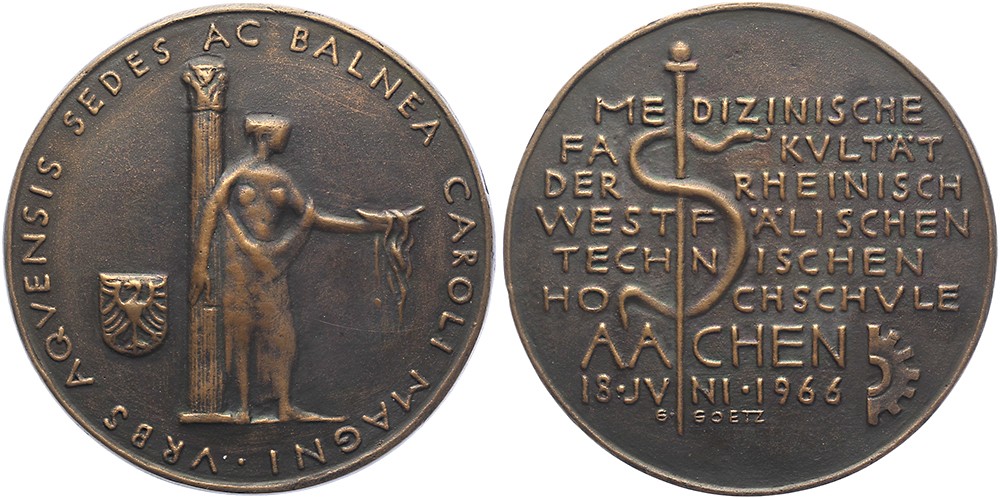 VRBS AQVENSIS SEDES AC BALNEA CAROLI MAGNI ·
MEDIZINISCHE
FAKVLTÄT
DER RHEINISCH
WESTFÄLISCHEN
TECHNISCHEN
HOCHSCHVLE
AACHEN
18·JVNI·1966
G. GOETZ